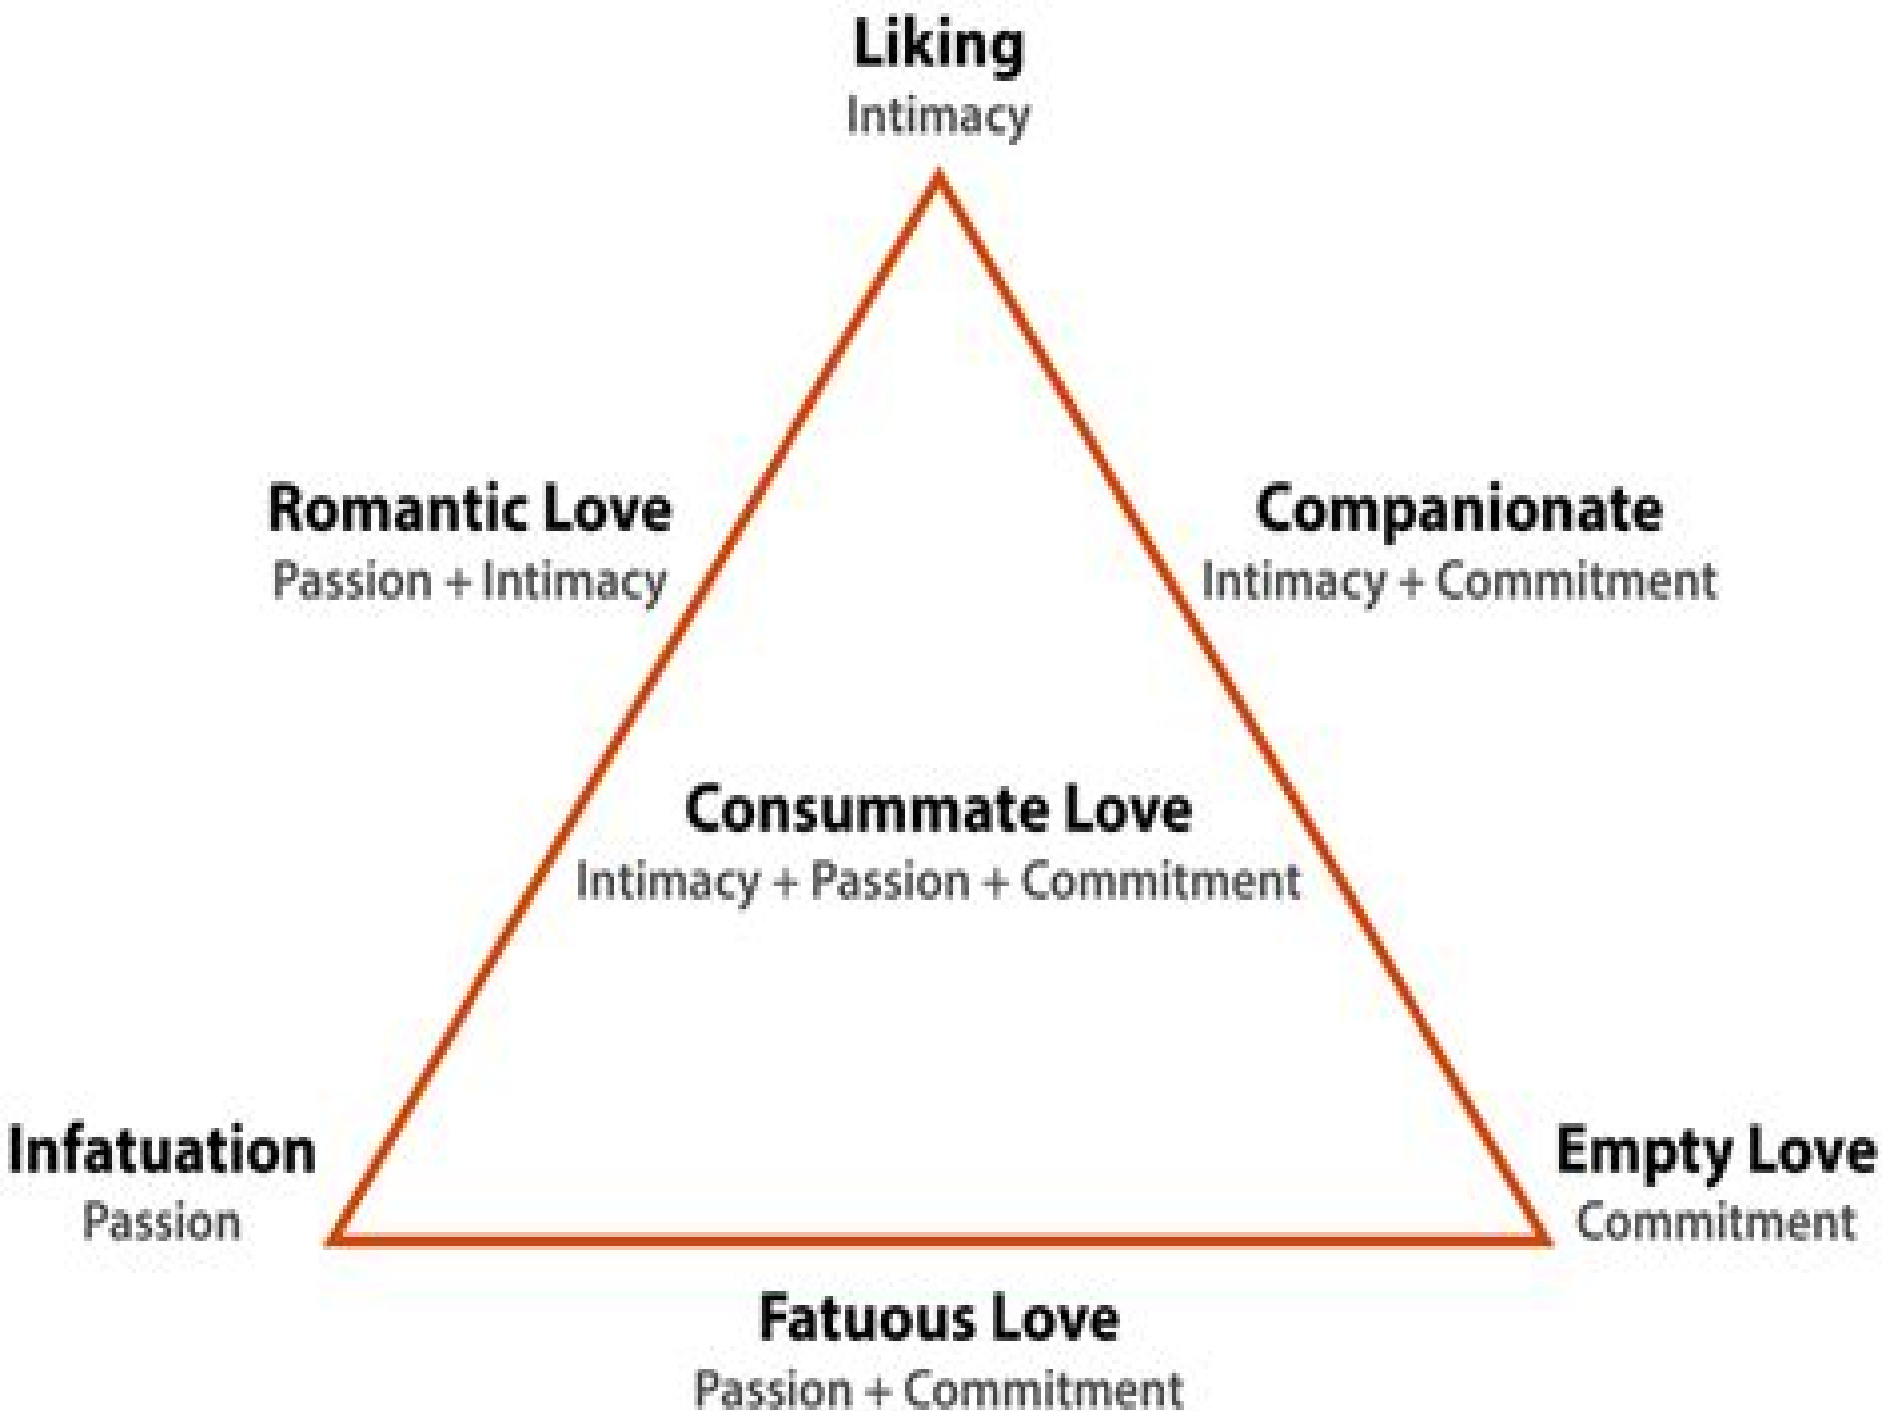 Liking
Intimacy
Romantic Love
Passion + Intimacy
Companionate
Intimacy + Commitment
Consummate Love
Intimacy + Passion + Commitment
Infatuation
Passion
Empty Love
Commitment
Fatuous Love
Passion + Commitment